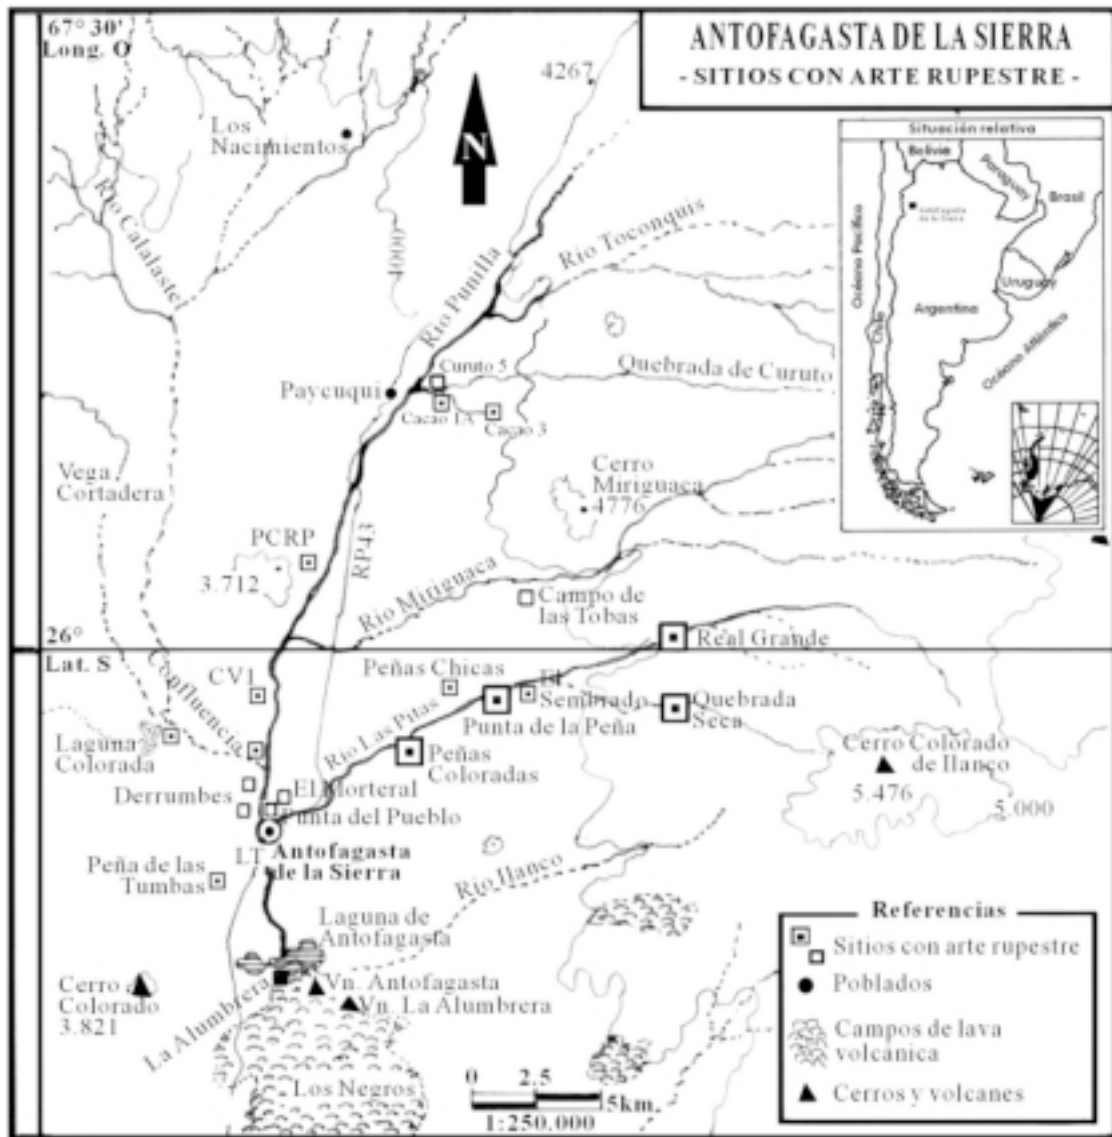 67° 30'
Long. O
ANTOFAGASTA DE LA SIERRA
- SITIOS CON ARTE RUPESTRE -
4267
Los
Nacimientos
N
Situación relativa
Bolivia
Paraguay
Brasil
Antofagasta
de la Sierra
Océano Pacífico
Uruguay
Argentina
Chile
Océano Atlántico
Río Calalaste
4000
Río Punilla
Río Toconquis
Curuto 5
Quebrada de Curuto
Paycuqui
Cacao 1A
Cacao 3
Vega
Cortadera
Cerro
Miriguaca
4776
PCRP
3.712
RP43
Río Miriguaca
Campo de
las Tobas
26°
Lat. S
Real Grande
CV1
Confluencia
Peñas Chicas
El
Sembrado
Quebrada
Seca
Punta de la Peña
Río Las Pitas
Laguna
Colorada
Peñas
Coloradas
Cerro Colorado
de Ilanco
5.476
5.000
Derrumbes
El Morteral
Punta del Pueblo
LT
Antofagasta
de la Sierra
Peña de las
Tumbas
Río Ilanco
Laguna de
Antofagasta
Cerro
Colorado
3.821
La Alumbrera
Vn. Antofagasta
Vn. La Alumbrera
Los Negros
0 2.5
5km.
1:250.000
Referencias
Sitios con arte rupestre
Poblados
Campos de lava
volcánica
Cerros y volcanes